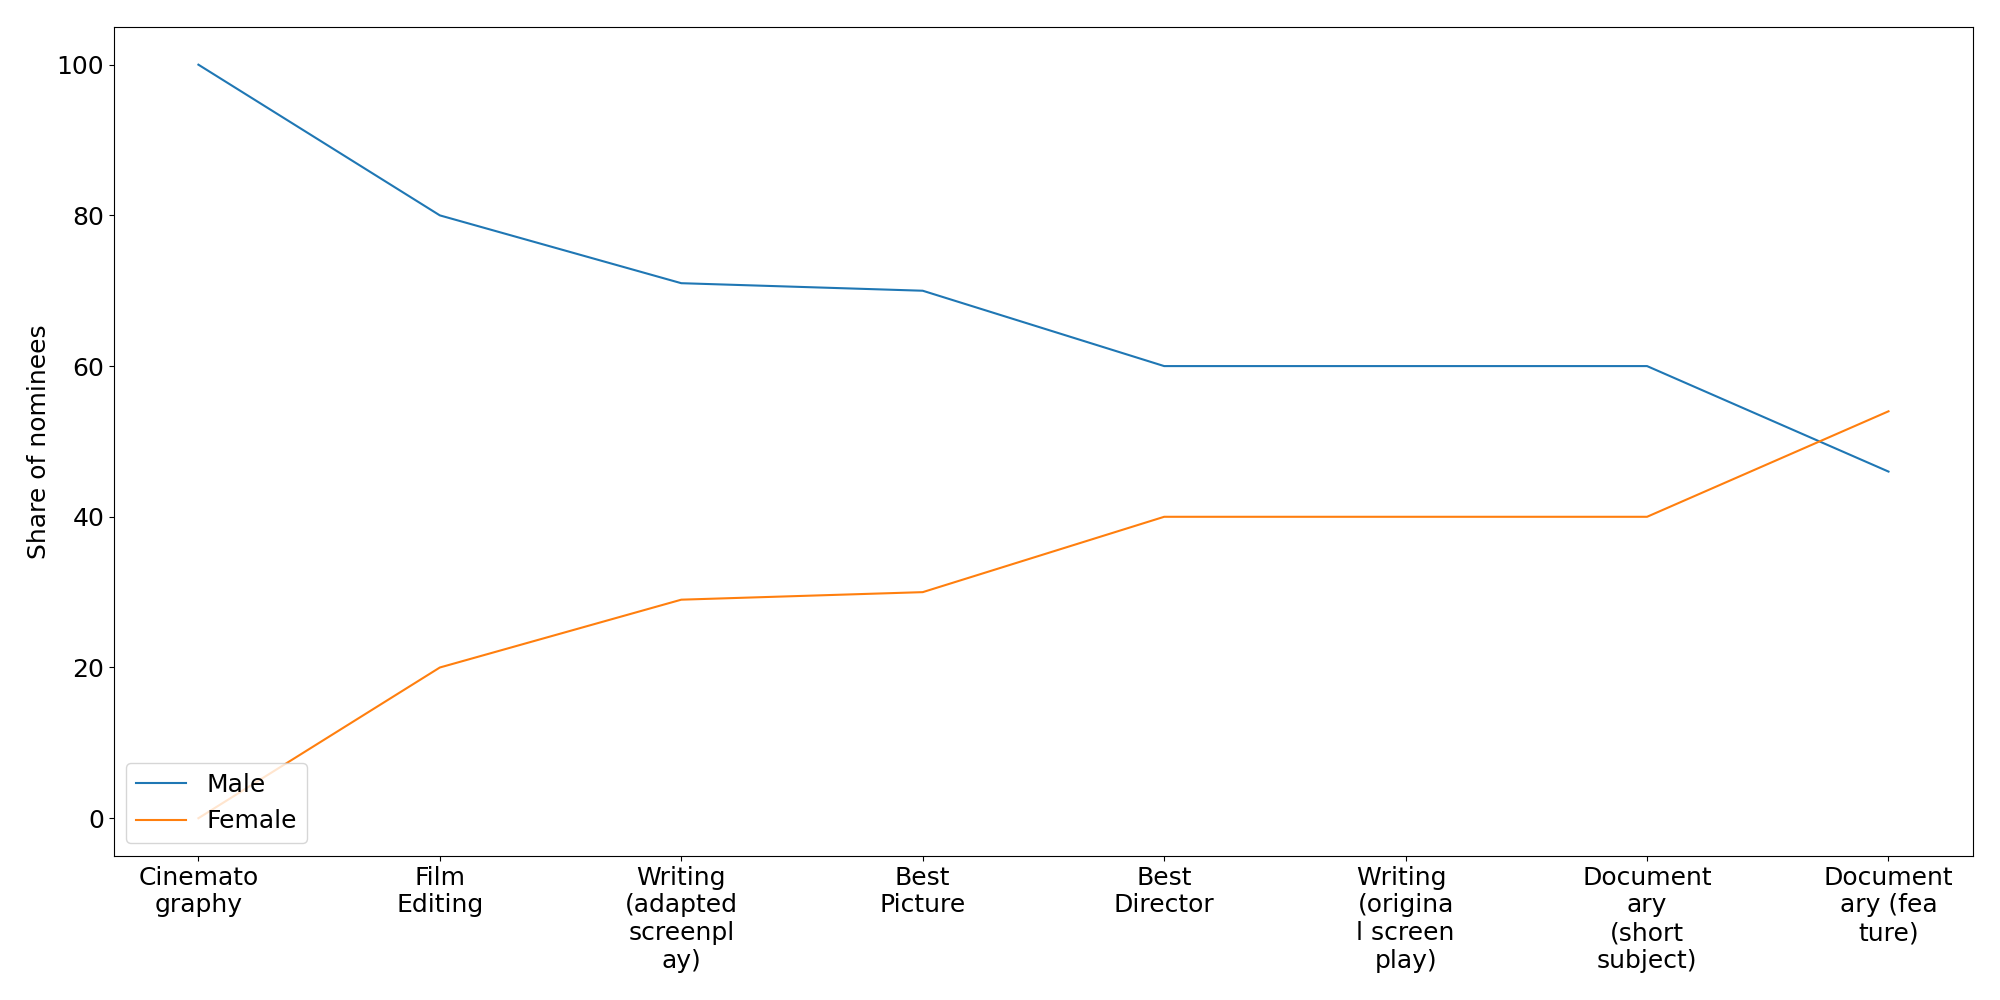 Share of nominees
100
80
60
40
20
0
Male
Female
Cinemato
graphy
Film
Editing
Writing
(adapted
screenpl
ay)
Best
Picture
Best
Director
Writing
(origina
l screen
play)
Document
ary
(short
subject)
Document
ary (fea
ture)